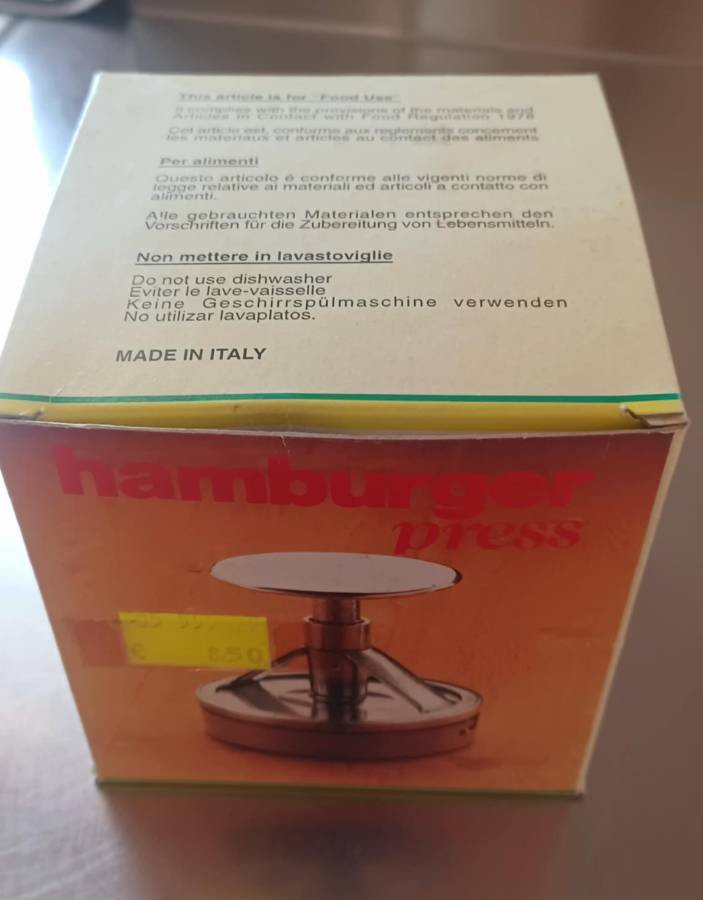 This article is for "Food Use"
It complies with the provisions of the materials and
Articles in Contact with Food Regulation 1978
Cet article est, conforme aux reglements concernent
les materiaux et articles au contact des aliments
Per alimenti
Questo articolo è conforme alle vigenti norme di
legge relative ai materiali ed articoli a contatto con
alimenti.
Alle gebrauchten Materialen entsprechen den
Vorschriften für die Zubereitung von Lebensmitteln.
Non mettere in lavastoviglie
Do not use dishwasher
Eviter le lave-vaisselle
Keine Geschirrspülmaschine verwenden
No utilizar lavaplatos.
MADE IN ITALY
hamburger
press
€ 8.50